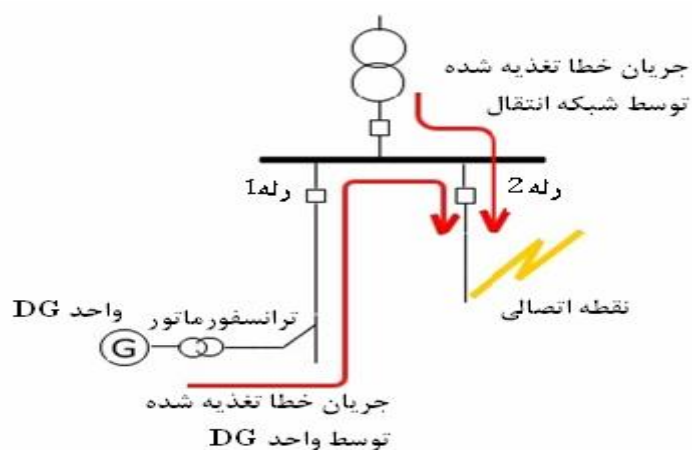 جریان خطا تغذیه شده
توسط شبکه انتقال
رله 2
رله1
نقطه اتصالی
واحد DG
ترانسفورماتور
G
جریان خطا تغذیه شده
توسط واحد DG